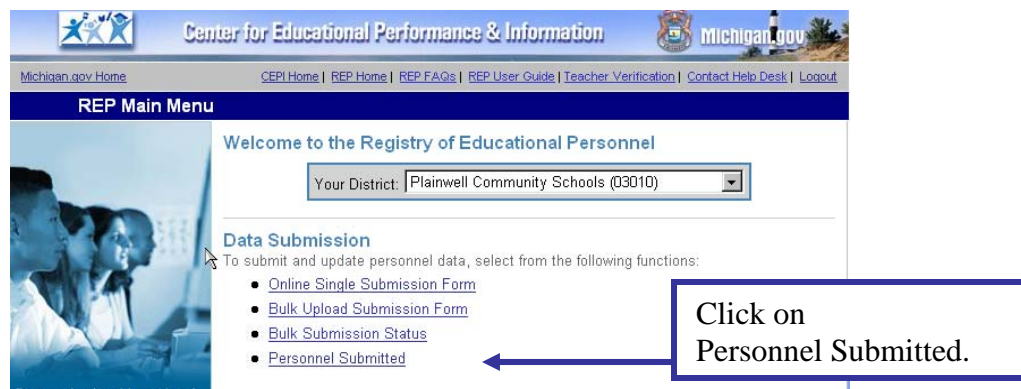 Center for Educational Performance & Information
Michigan.gov
Michigan.gov Home
CEPI Home | REP Home | REP FAQs | REP User Guide | Teacher Verification | Contact Help Desk | Logout
REP Main Menu
Welcome to the Registry of Educational Personnel
Your District: Plainwell Community Schools (03010)
Data Submission
To submit and update personnel data, select from the following functions:
• Online Single Submission Form
• Bulk Upload Submission Form
• Bulk Submission Status
• Personnel Submitted
Click on
Personnel Submitted.